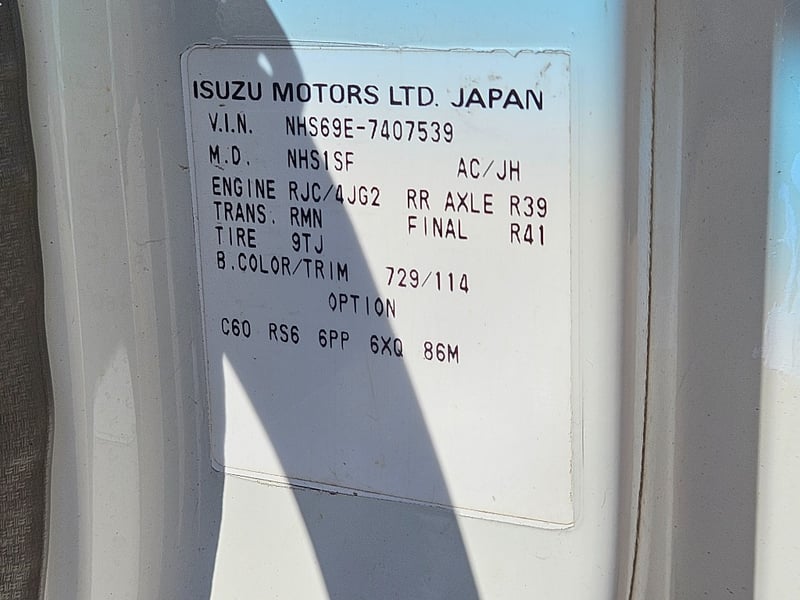 ISUZU MOTORS LTD. JAPAN
V.I.N. NHS69E-7407539
M.D. NHS1SF AC/JH
ENGINE RJC/4JG2 RR AXLE R39
TRANS. RMN FINAL R41
TIRE 9TJ
B.COLOR/TRIM 729/114
OPTION
C60 RS6 6PP 6XQ 86M